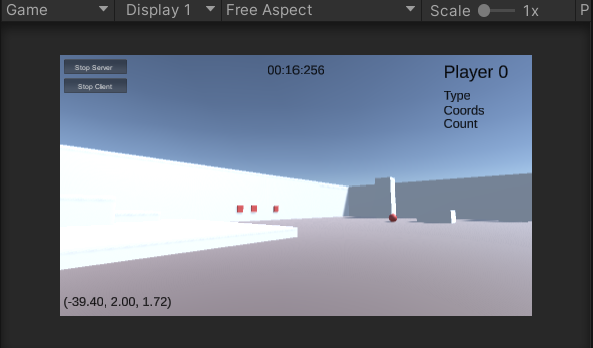 Game Display 1 Free Aspect Scale 1x P
Stop Server
Stop Client
00:16:256
Player 0
Type
Coords
Count
(-39.40, 2.00, 1.72)